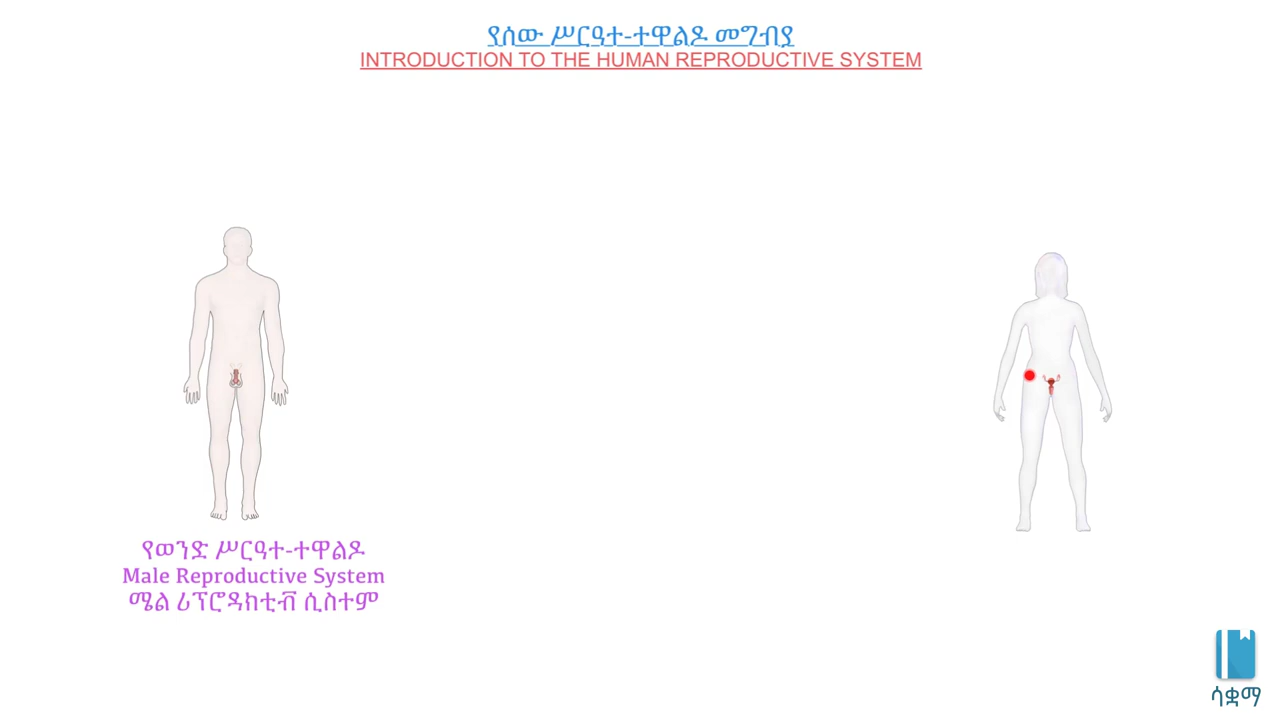 የሰው ሥርዓተ-ተዋልዶ መግብያ
INTRODUCTION TO THE HUMAN REPRODUCTIVE SYSTEM
የወንድ ሥርዓተ-ተዋልዶ
Male Reproductive System
ሜል ሪፕሮዳክቲቭ ሲስተም
ሳቋማ